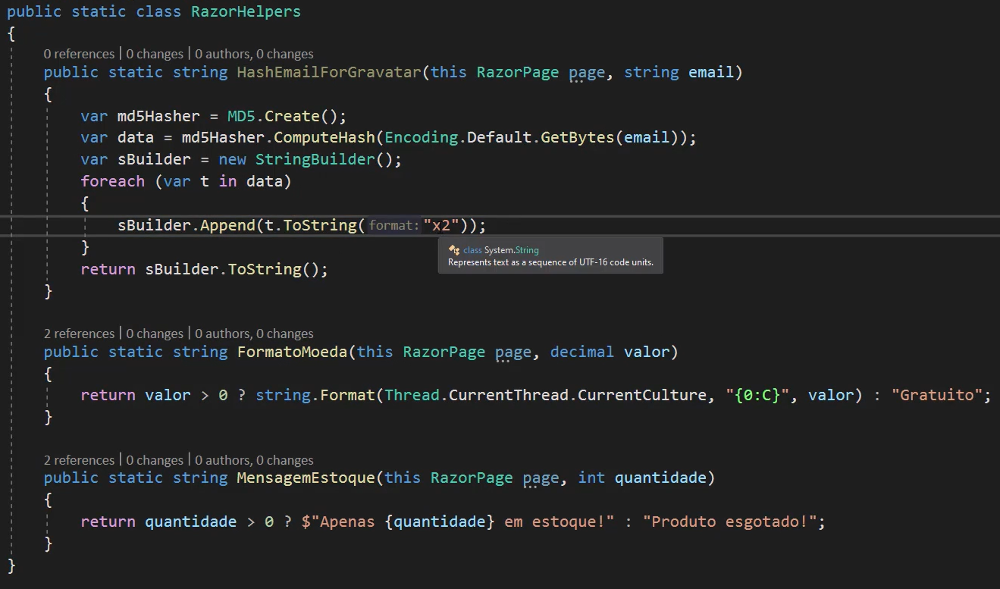 public static class RazorHelpers
{
0 references | 0 changes | 0 authors, 0 changes
public static string HashEmailForGravatar(this RazorPage page, string email)
{
var md5Hasher = MD5.Create();
var data = md5Hasher.ComputeHash(Encoding.Default.GetBytes(email));
var sBuilder = new StringBuilder();
foreach (var t in data)
{
sBuilder.Append(t.ToString(format:"x2"));
}
class System.String
Represents text as a sequence of UTF-16 code units.
return sBuilder.ToString();
}
2 references | 0 changes | 0 authors, 0 changes
public static string FormatoMoeda(this RazorPage page, decimal valor)
{
return valor > 0 ? string.Format(Thread.CurrentThread.CurrentCulture, "{0:C}", valor) : "Gratuito";
}
2 references | 0 changes | 0 authors, 0 changes
public static string MensagemEstoque(this RazorPage page, int quantidade)
{
return quantidade > 0 ? $"Apenas {quantidade} em estoque!" : "Produto esgotado!";
}
}